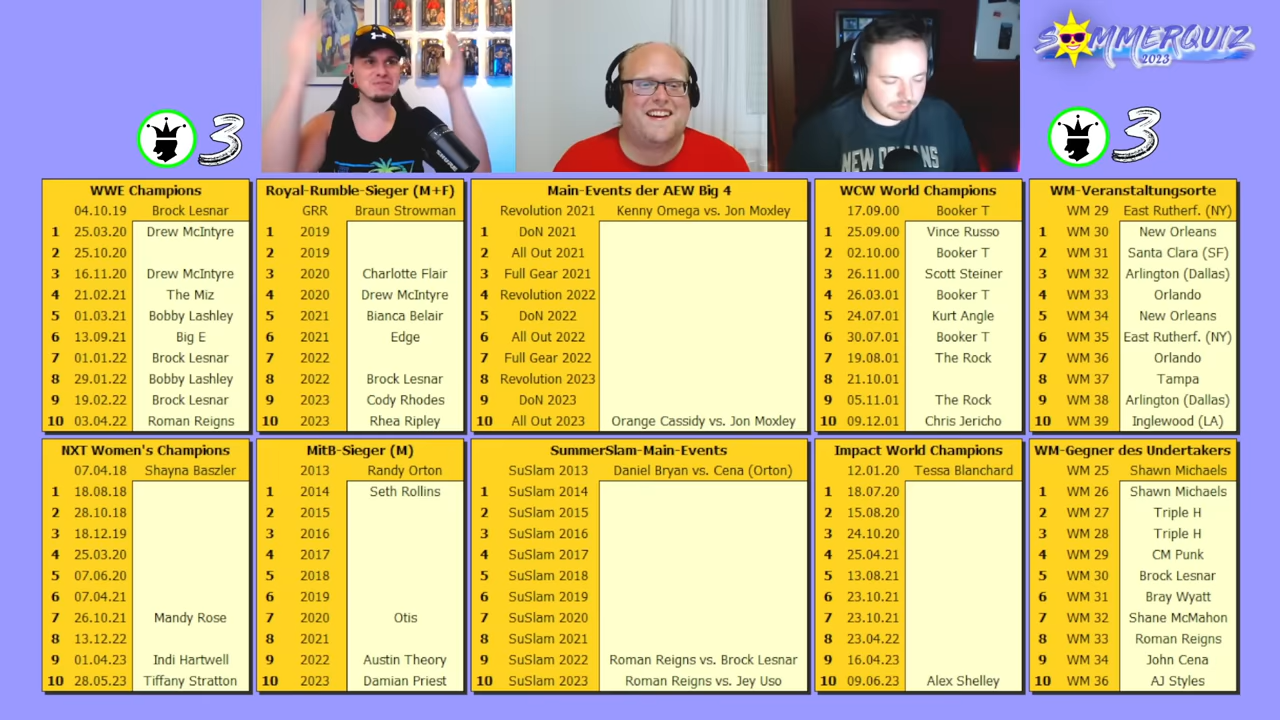 SOMMERQUIZ
2023
3
3
NEW ORLEANS
WWE Champions
04.10.19 Brock Lesnar
1 25.03.20 Drew McIntyre
2 25.10.20
3 16.11.20 Drew McIntyre
4 21.02.21 The Miz
5 01.03.21 Bobby Lashley
6 13.09.21 Big E
7 01.01.22 Brock Lesnar
8 29.01.22 Bobby Lashley
9 19.02.22 Brock Lesnar
10 03.04.22 Roman Reigns
Royal-Rumble-Sieger (M+F)
GRR Braun Strowman
1 2019
2 2019
3 2020 Charlotte Flair
4 2020 Drew McIntyre
5 2021 Bianca Belair
6 2021 Edge
7 2022
8 2022 Brock Lesnar
9 2023 Cody Rhodes
10 2023 Rhea Ripley
Main-Events der AEW Big 4
Revolution 2021 Kenny Omega vs. Jon Moxley
1 DoN 2021
2 All Out 2021
3 Full Gear 2021
4 Revolution 2022
5 DoN 2022
6 All Out 2022
7 Full Gear 2022
8 Revolution 2023
9 DoN 2023
10 All Out 2023 Orange Cassidy vs. Jon Moxley
WCW World Champions
17.09.00 Booker T
1 25.09.00 Vince Russo
2 02.10.00 Booker T
3 26.11.00 Scott Steiner
4 26.03.01 Booker T
5 24.07.01 Kurt Angle
6 30.07.01 Booker T
7 19.08.01 The Rock
8 21.10.01
9 05.11.01 The Rock
10 09.12.01 Chris Jericho
WM-Veranstaltungsorte
WM 29 East Rutherf. (NY)
1 WM 30 New Orleans
2 WM 31 Santa Clara (SF)
3 WM 32 Arlington (Dallas)
4 WM 33 Orlando
5 WM 34 New Orleans
6 WM 35 East Rutherf. (NY)
7 WM 36 Orlando
8 WM 37 Tampa
9 WM 38 Arlington (Dallas)
10 WM 39 Inglewood (LA)
NXT Women's Champions
07.04.18 Shayna Baszler
1 18.08.18
2 28.10.18
3 18.12.19
4 25.03.20
5 07.06.20
6 07.04.21
7 26.10.21 Mandy Rose
8 13.12.22
9 01.04.23 Indi Hartwell
10 28.05.23 Tiffany Stratton
MitB-Sieger (M)
2013 Randy Orton
1 2014 Seth Rollins
2 2015
3 2016
4 2017
5 2018
6 2019
7 2020 Otis
8 2021
9 2022 Austin Theory
10 2023 Damian Priest
SummerSlam-Main-Events
SuSlam 2013 Daniel Bryan vs. Cena (Orton)
1 SuSlam 2014
2 SuSlam 2015
3 SuSlam 2016
4 SuSlam 2017
5 SuSlam 2018
6 SuSlam 2019
7 SuSlam 2020
8 SuSlam 2021
9 SuSlam 2022 Roman Reigns vs. Brock Lesnar
10 SuSlam 2023 Roman Reigns vs. Jey Uso
Impact World Champions
12.01.20 Tessa Blanchard
1 18.07.20
2 15.08.20
3 24.10.20
4 25.04.21
5 13.08.21
6 23.10.21
7 23.10.21
8 23.04.22
9 16.04.23
10 09.06.23 Alex Shelley
WM-Gegner des Undertakers
WM 25 Shawn Michaels
1 WM 26 Shawn Michaels
2 WM 27 Triple H
3 WM 28 Triple H
4 WM 29 CM Punk
5 WM 30 Brock Lesnar
6 WM 31 Bray Wyatt
7 WM 32 Shane McMahon
8 WM 33 Roman Reigns
9 WM 34 John Cena
10 WM 36 AJ Styles